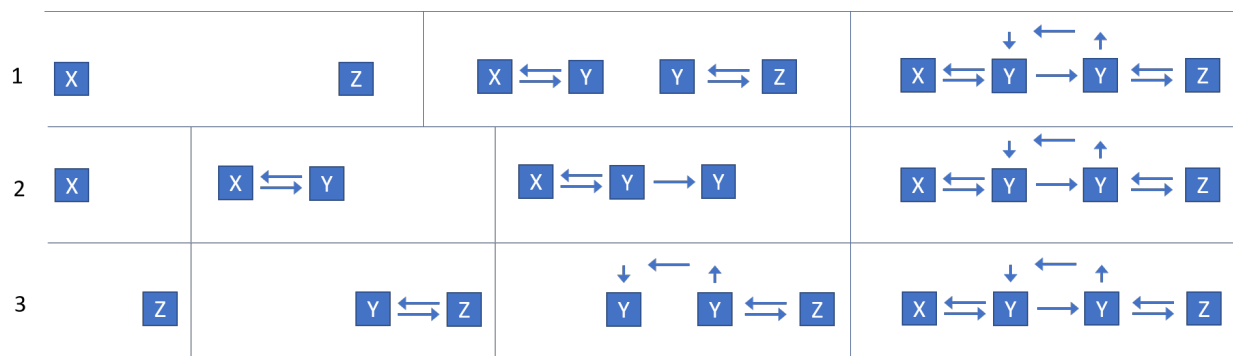 1 X Z X Y Y Z X Y Y Z
2 X X Y X Y Y X Y Y Z
3 Z Y Z Y Y Z X Y Y Z